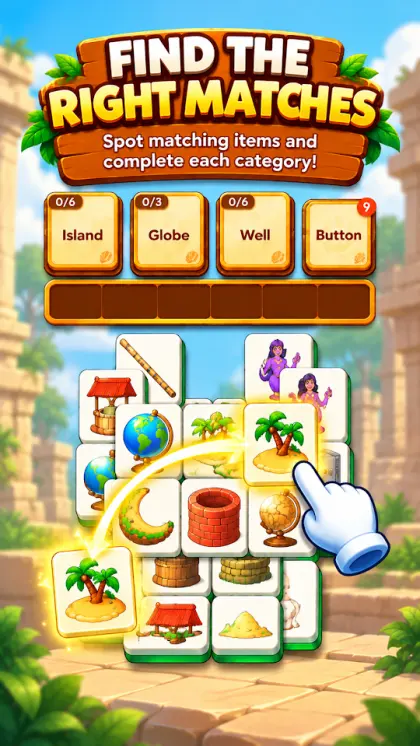 FIND THE
RIGHT MATCHES
Spot matching items and
complete each category!
0/6
0/3
0/6
9
Island
Globe
Well
Button